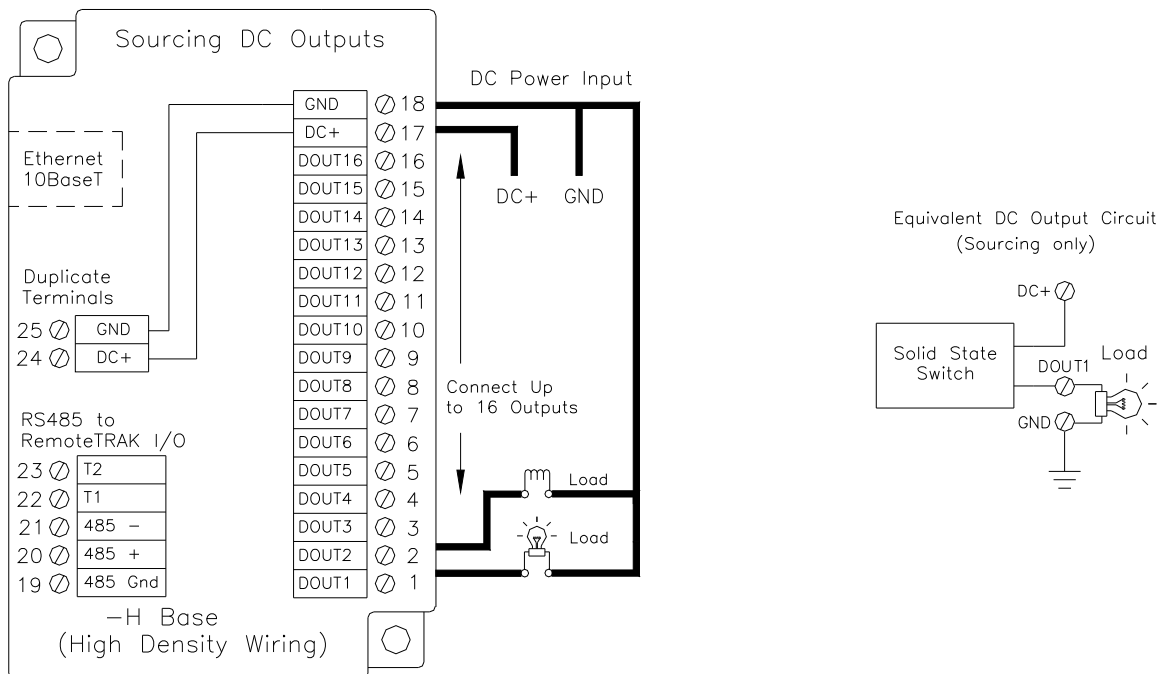 Sourcing DC Outputs
DC Power Input
GND 18
DC+ 17
DOUT16 16
DOUT15 15
DOUT14 14
DOUT13 13
DOUT12 12
DOUT11 11
DOUT10 10
DOUT9 9
DOUT8 8
DOUT7 7
DOUT6 6
DOUT5 5
DOUT4 4
DOUT3 3
DOUT2 2
DOUT1 1
Ethernet
10BaseT
DC+ GND
Duplicate
Terminals
25 GND
24 DC+
Connect Up
to 16 Outputs
RS485 to
RemoteTRAK I/O
23 T2
22 T1
21 485 -
20 485 +
19 485 Gnd
Load
Load
-H Base
(High Density Wiring)
Equivalent DC Output Circuit
(Sourcing only)
DC+
Solid State
Switch
DOUT1
Load
GND